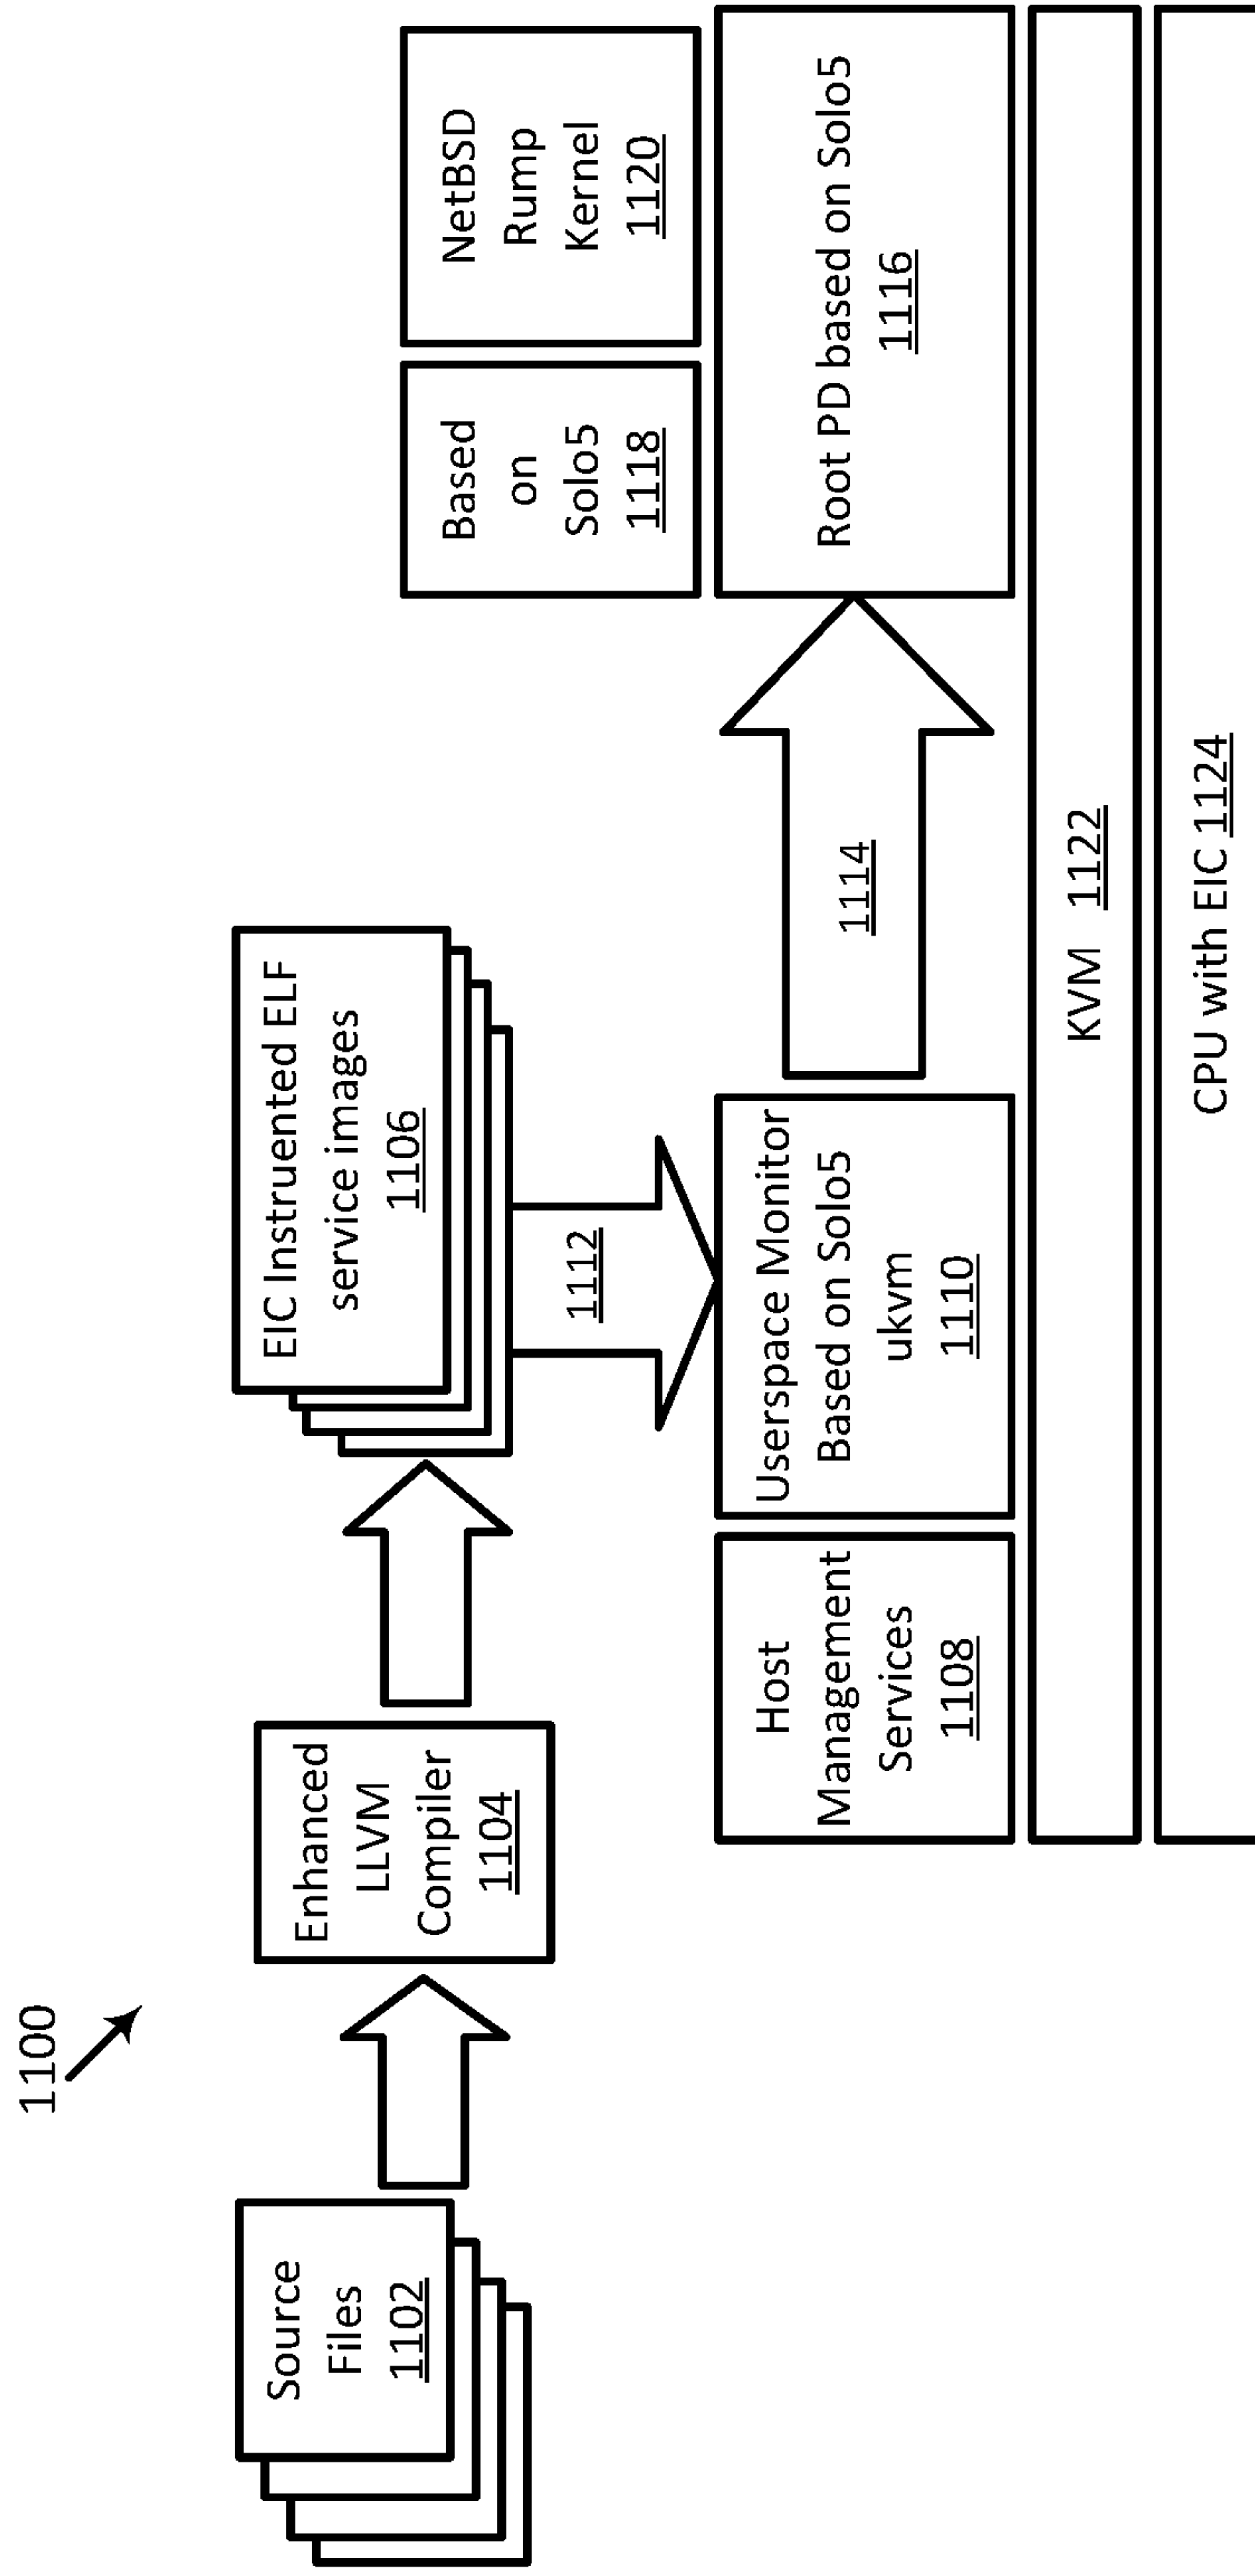 1100
Source
Files
1102
Enhanced
LLVM
Compiler
1104
EIC Instruented ELF
service images
1106
1112
Host
Management
Services
1108
Userspace Monitor
Based on Solo5
ukvm
1110
1114
Based
on
Solo5
1118
NetBSD
Rump
Kernel
1120
Root PD based on Solo5
1116
KVM 1122
CPU with EIC 1124